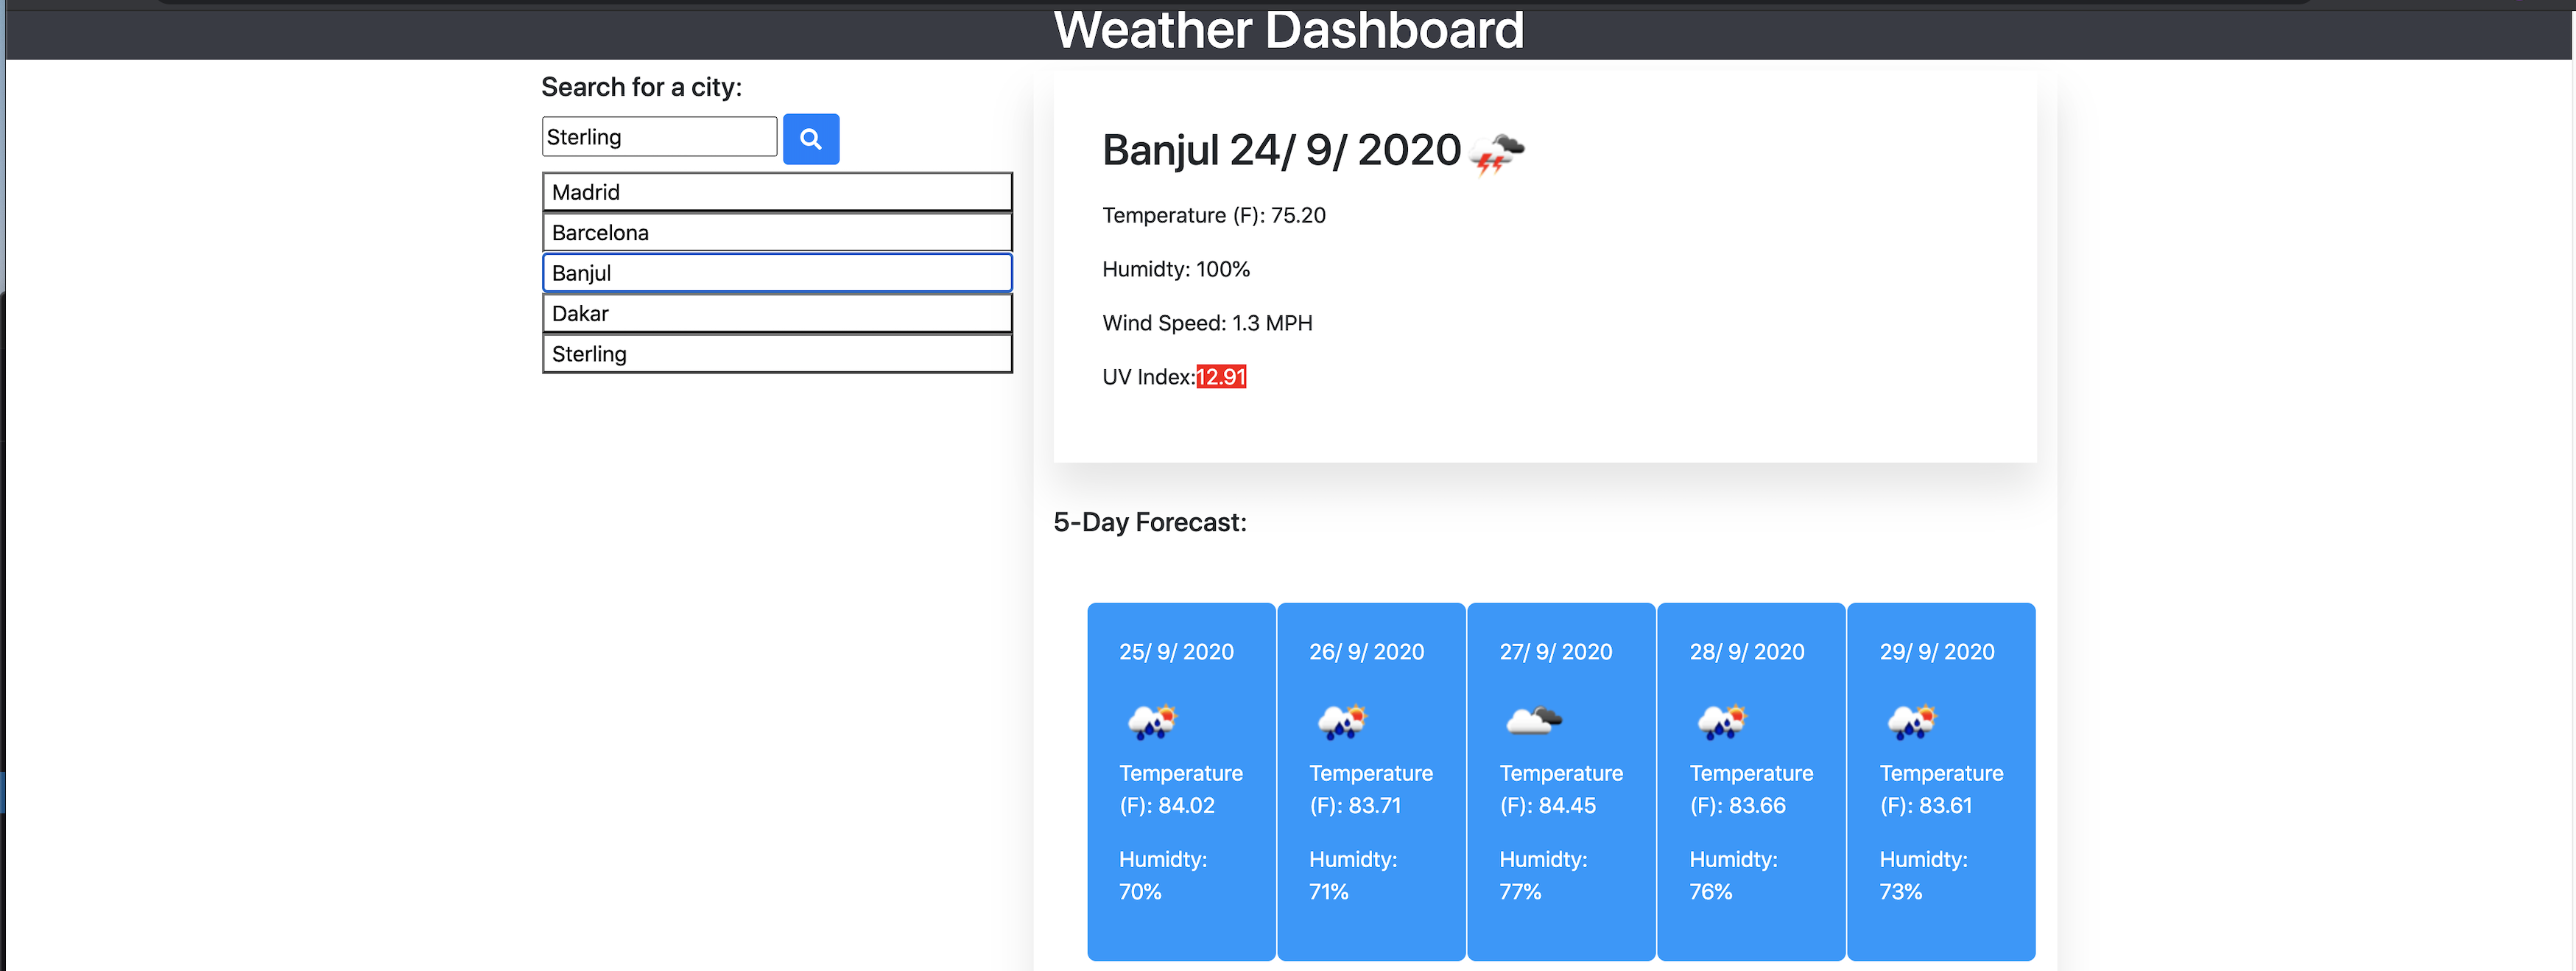 Weather Dashboard
Search for a city:
Sterling
Madrid
Barcelona
Banjul
Dakar
Sterling
Banjul 24/ 9/ 2020
Temperature (F): 75.20
Humidty: 100%
Wind Speed: 1.3 MPH
UV Index:12.91
5-Day Forecast:
25/ 9/ 2020
Temperature
(F): 84.02
Humidty:
70%
26/ 9/ 2020
Temperature
(F): 83.71
Humidty:
71%
27/ 9/ 2020
Temperature
(F): 84.45
Humidty:
77%
28/ 9/ 2020
Temperature
(F): 83.66
Humidty:
76%
29/ 9/ 2020
Temperature
(F): 83.61
Humidty:
73%